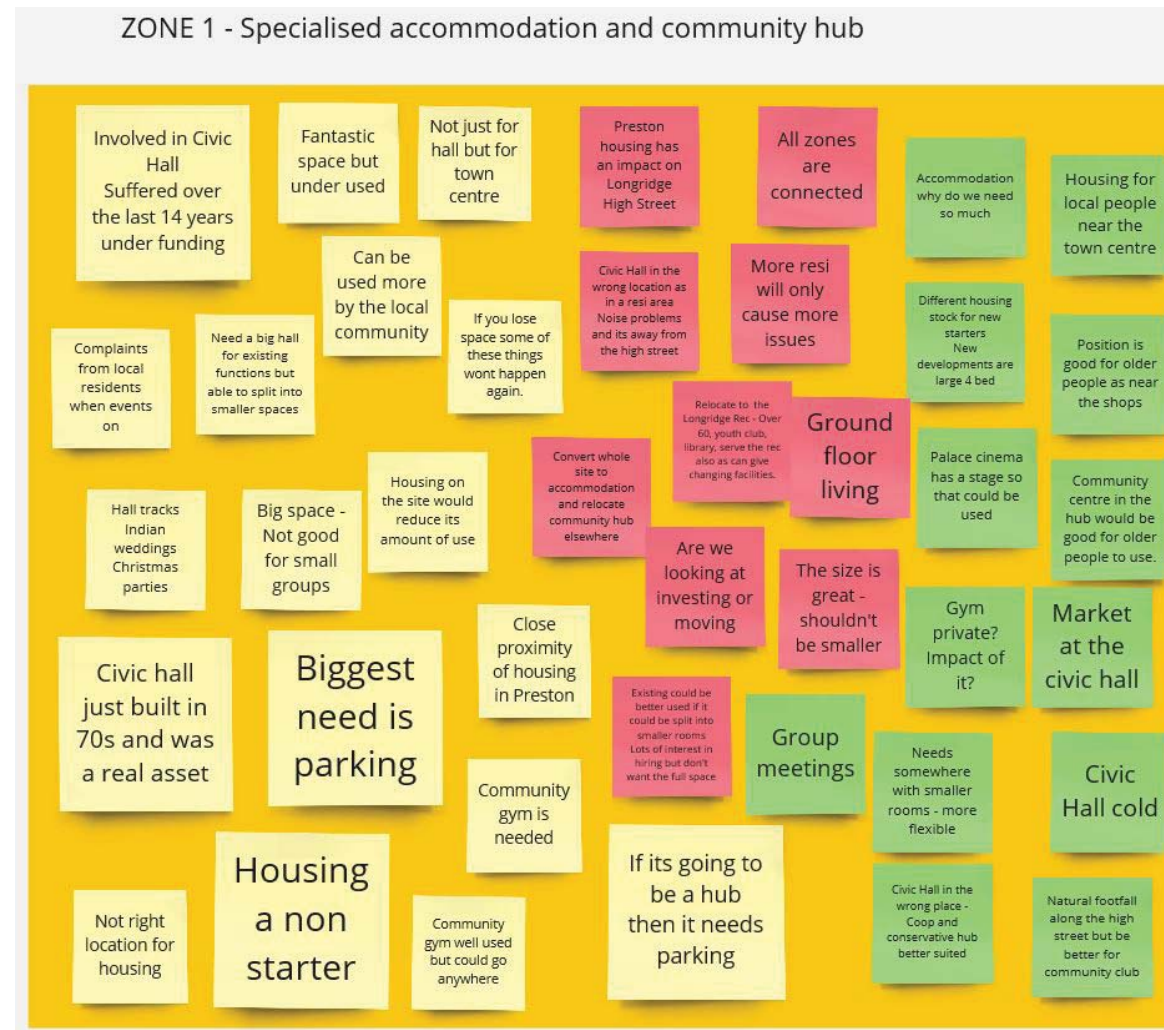 ZONE 1 - Specialised accommodation and community hub
Involved in Civic
Hall
Suffered over
the last 14 years
under funding
Fantastic
space but
under used
Not just for
hall but for
town
centre
Can be
used more
by the local
community
If you lose
space some of
these things
wont happen
again.
Complaints
from local
residents
when events
on
Need a big hall
for existing
functions but
able to split into
smaller spaces
Hall tracks
Indian
weddings
Christmas
parties
Big space -
Not good
for small
groups
Housing on
the site would
reduce its
amount of use
Civic hall
just built in
70s and was
a real asset
Biggest
need is
parking
Close
proximity
of housing
in Preston
Community
gym is
needed
Not right
location for
housing
Housing
a non
starter
Community
gym well used
but could go
anywhere
If its going to
be a hub
then it needs
parking
Preston
housing has
an impact on
Longridge
High Street
All zones
are
connected
Civic Hall in the
wrong location as
in a resi area
Noise problems
and its away from
the high street
More resi
will only
cause more
issues
Relocate to the
Longridge Rec - Over
60, youth club,
library, serve the rec
also as can give
changing facilities.
Ground
floor
living
Convert whole
site to
accommodation
and relocate
community hub
elsewhere
Are we
looking at
investing or
moving
The size is
great -
shouldn't
be smaller
Existing could be
better used if it
could be split into
smaller rooms
Lots of interest in
hiring but don't
want the full space
Accommodation
why do we need
so much
Housing for
local people
near the
town centre
Different housing
stock for new
starters
New
developments are
large 4 bed
Position is
good for older
people as near
the shops
Palace cinema
has a stage so
that could be
used
Community
centre in the
hub would be
good for older
people to use.
Gym
private?
Impact of
it?
Market
at the
civic hall
Group
meetings
Needs
somewhere
with smaller
rooms - more
flexible
Civic
Hall cold
Civic Hall in the
wrong place -
Coop and
conservative hub
better suited
Natural footfall
along the high
street but be
better for
community club